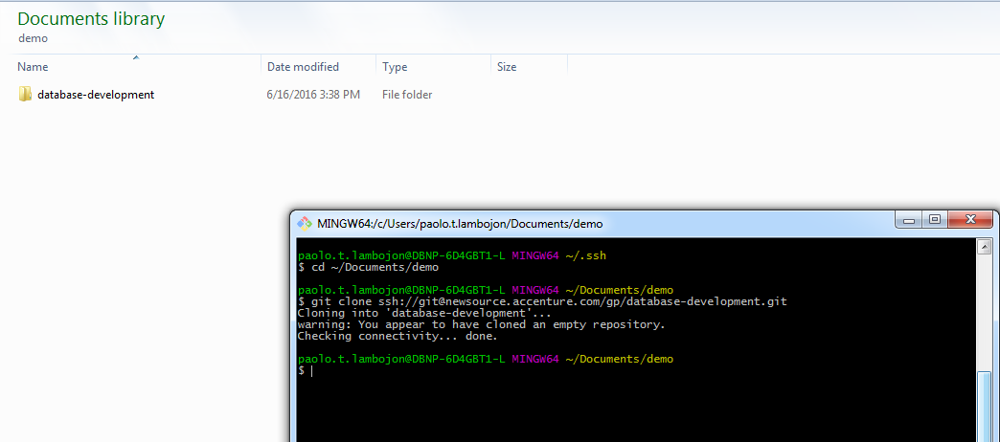 Documents library
demo
Name Date modified Type Size
database-development 6/16/2016 3:38 PM File folder
MINGW64:/c/Users/paolo.t.lambojon/Documents/demo
paolo.t.lambojon@DBNP-6D4GBT1-L MINGW64 ~/.ssh
$ cd ~/Documents/demo
paolo.t.lambojon@DBNP-6D4GBT1-L MINGW64 ~/Documents/demo
$ git clone ssh://git@newsource.accenture.com/gp/database-development.git
Cloning into 'database-development'...
warning: You appear to have cloned an empty repository.
Checking connectivity... done.
paolo.t.lambojon@DBNP-6D4GBT1-L MINGW64 ~/Documents/demo
$